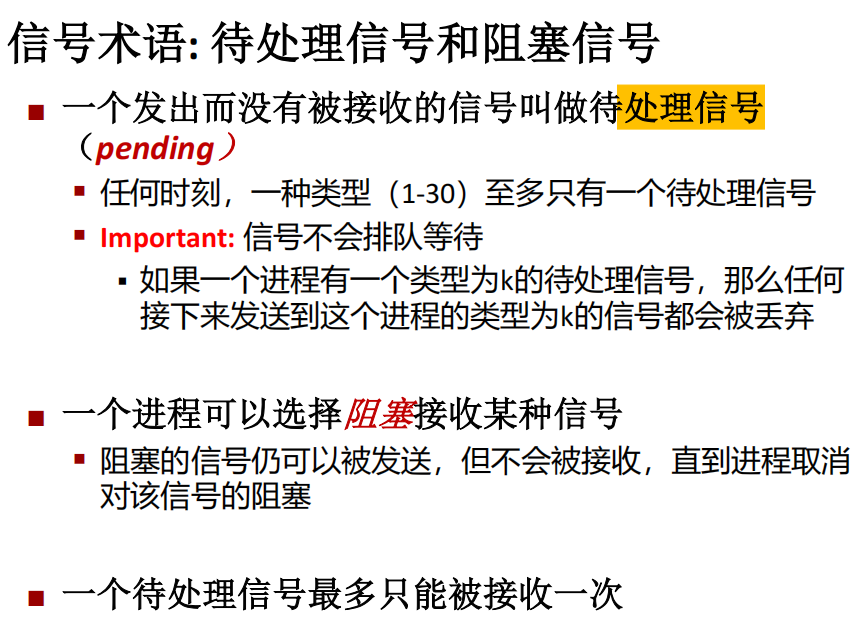 信号术语: 待处理信号和阻塞信号
一个发出而没有被接收的信号叫做待处理信号
（pending）
任何时刻，一种类型（1-30）至多只有一个待处理信号
Important: 信号不会排队等待
如果一个进程有一个类型为k的待处理信号，那么任何
接下来发送到这个进程的类型为k的信号都会被丢弃
一个进程可以选择阻塞接收某种信号
阻塞的信号仍可以被发送，但不会被接收，直到进程取消
对该信号的阻塞
一个待处理信号最多只能被接收一次